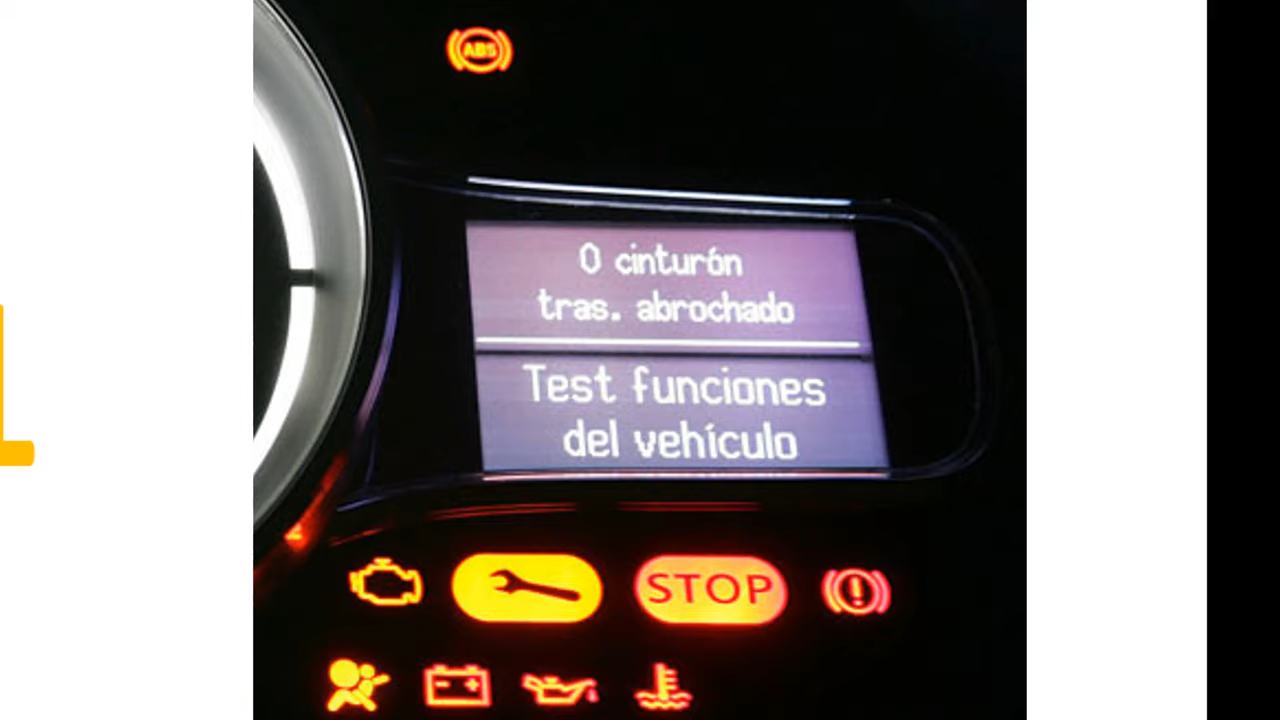 ABS
0 cinturón
tras. abrochado
Test funciones
del vehículo
STOP